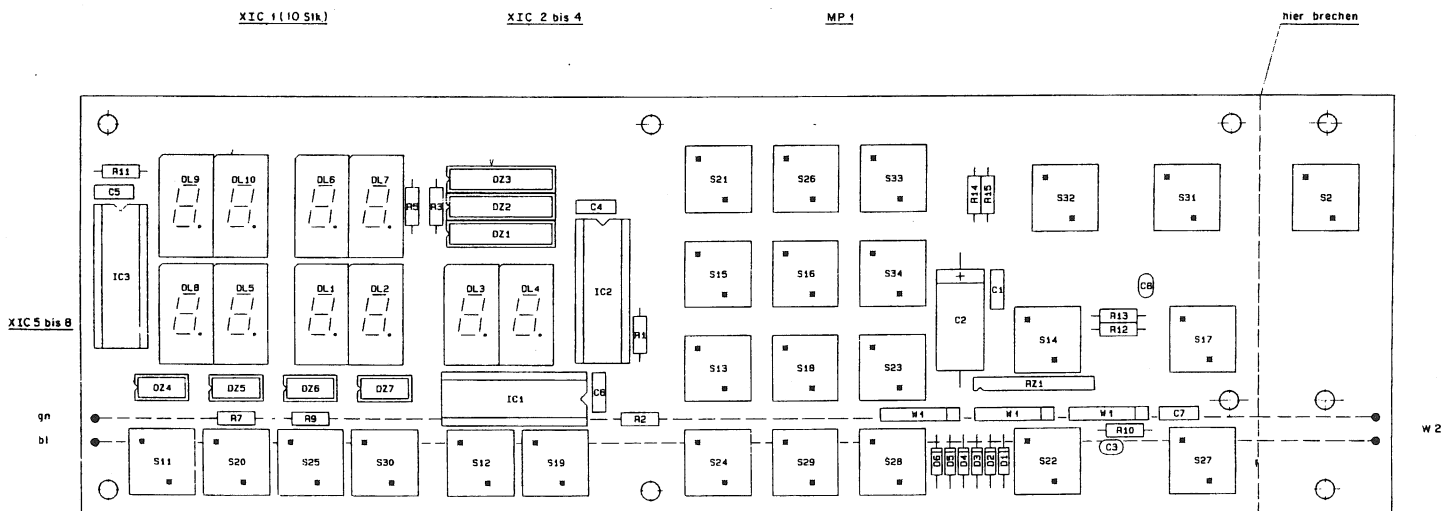 XIC 1 (10 Stk.)
XIC 2 bis 4
MP 1
hier brechen
R11
DL9
DL10
DL6
DL7
DZ3
S21
S26
S33
C5
R5
R3
DZ2
C4
R14
R15
S32
S31
S2
DZ1
IC3
S15
S16
S34
DL8
DL5
DL1
DL2
DL3
DL4
IC2
C1
C8
XIC 5 bis 8
R1
C2
R13
R12
S14
S17
S13
S18
S23
DZ4
DZ5
DZ6
DZ7
RZ1
IC1
C6
gn
R7
R9
R2
W1
W1
W1
C7
bl
R10
W 2
C3
S11
S20
S25
S30
S12
S19
S24
S29
S28
D6
D5
D4
D3
D2
D1
S22
S27